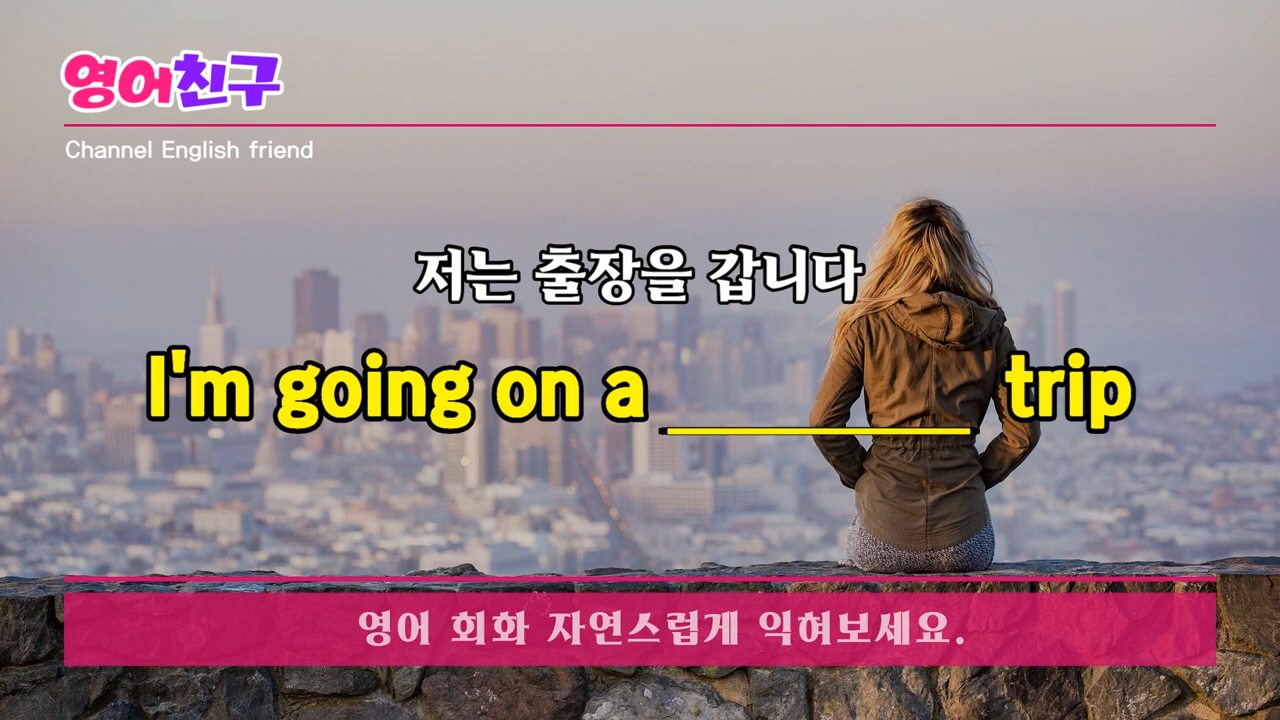 영어친구
Channel English friend
저는 출장을 갑니다
I'm going on a __________ trip
영어 회화 자연스럽게 익혀보세요.